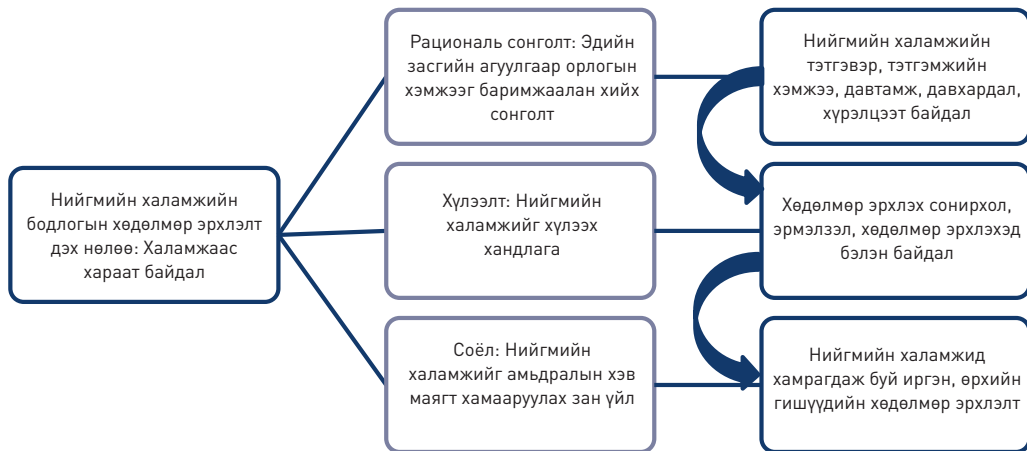 Нийгмийн халамжийн
бодлогын хөдөлмөр эрхлэлт
дэх нөлөө: Халамжаас
хараат байдал
Рациональ сонголт: Эдийн
засгийн агуулгаар орлогын
хэмжээг баримжаалан хийх
сонголт
Хүлээлт: Нийгмийн
халамжийг хүлээх
хандлага
Соёл: Нийгмийн
халамжийг амьдралын хэв
маягт хамааруулах зан үйл
Нийгмийн халамжийн
тэтгэвэр, тэтгэмжийн
хэмжээ, давтамж, давхардал,
хүрэлцээт байдал
Хөдөлмөр эрхлэх сонирхол,
эрмэлзэл, хөдөлмөр эрхлэхэд
бэлэн байдал
Нийгмийн халамжид
хамрагдаж буй иргэн, өрхийн
гишүүдийн хөдөлмөр эрхлэлт